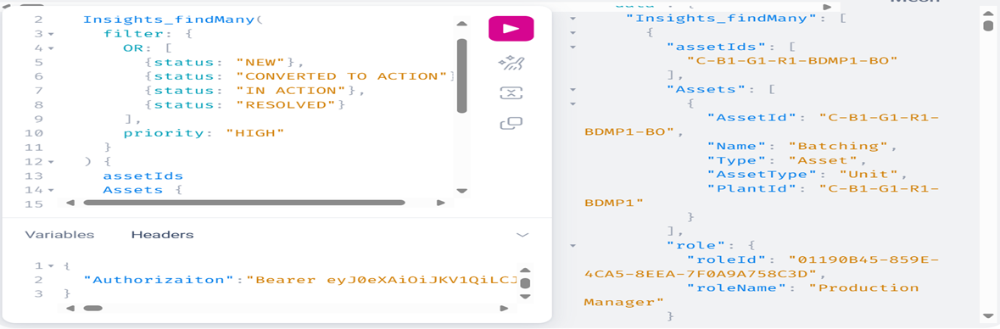 2 Insights_findMany(
3 filter: {
4 OR: [
5 {status: "NEW"},
6 {status: "CONVERTED TO ACTION"}
7 {status: "IN ACTION"},
8 {status: "RESOLVED"}
9 ],
10 priority: "HIGH"
11 }
12 ) {
13 assetIds
14 Assets {
15
Variables Headers
1 {
2 "Authorizaiton":"Bearer eyJ0eXAiOiJKV1QiLCJ
3 }
"Insights_findMany": [
{
"assetIds": [
"C-B1-G1-R1-BDMP1-BO"
],
"Assets": [
{
"AssetId": "C-B1-G1-R1-
BDMP1-BO",
"Name": "Batching",
"Type": "Asset",
"AssetType": "Unit",
"PlantId": "C-B1-G1-R1-
BDMP1"
}
],
"role": {
"roleId": "01190B45-859E-
4CA5-8EEA-7F0A9A758C3D",
"roleName": "Production
Manager"
}